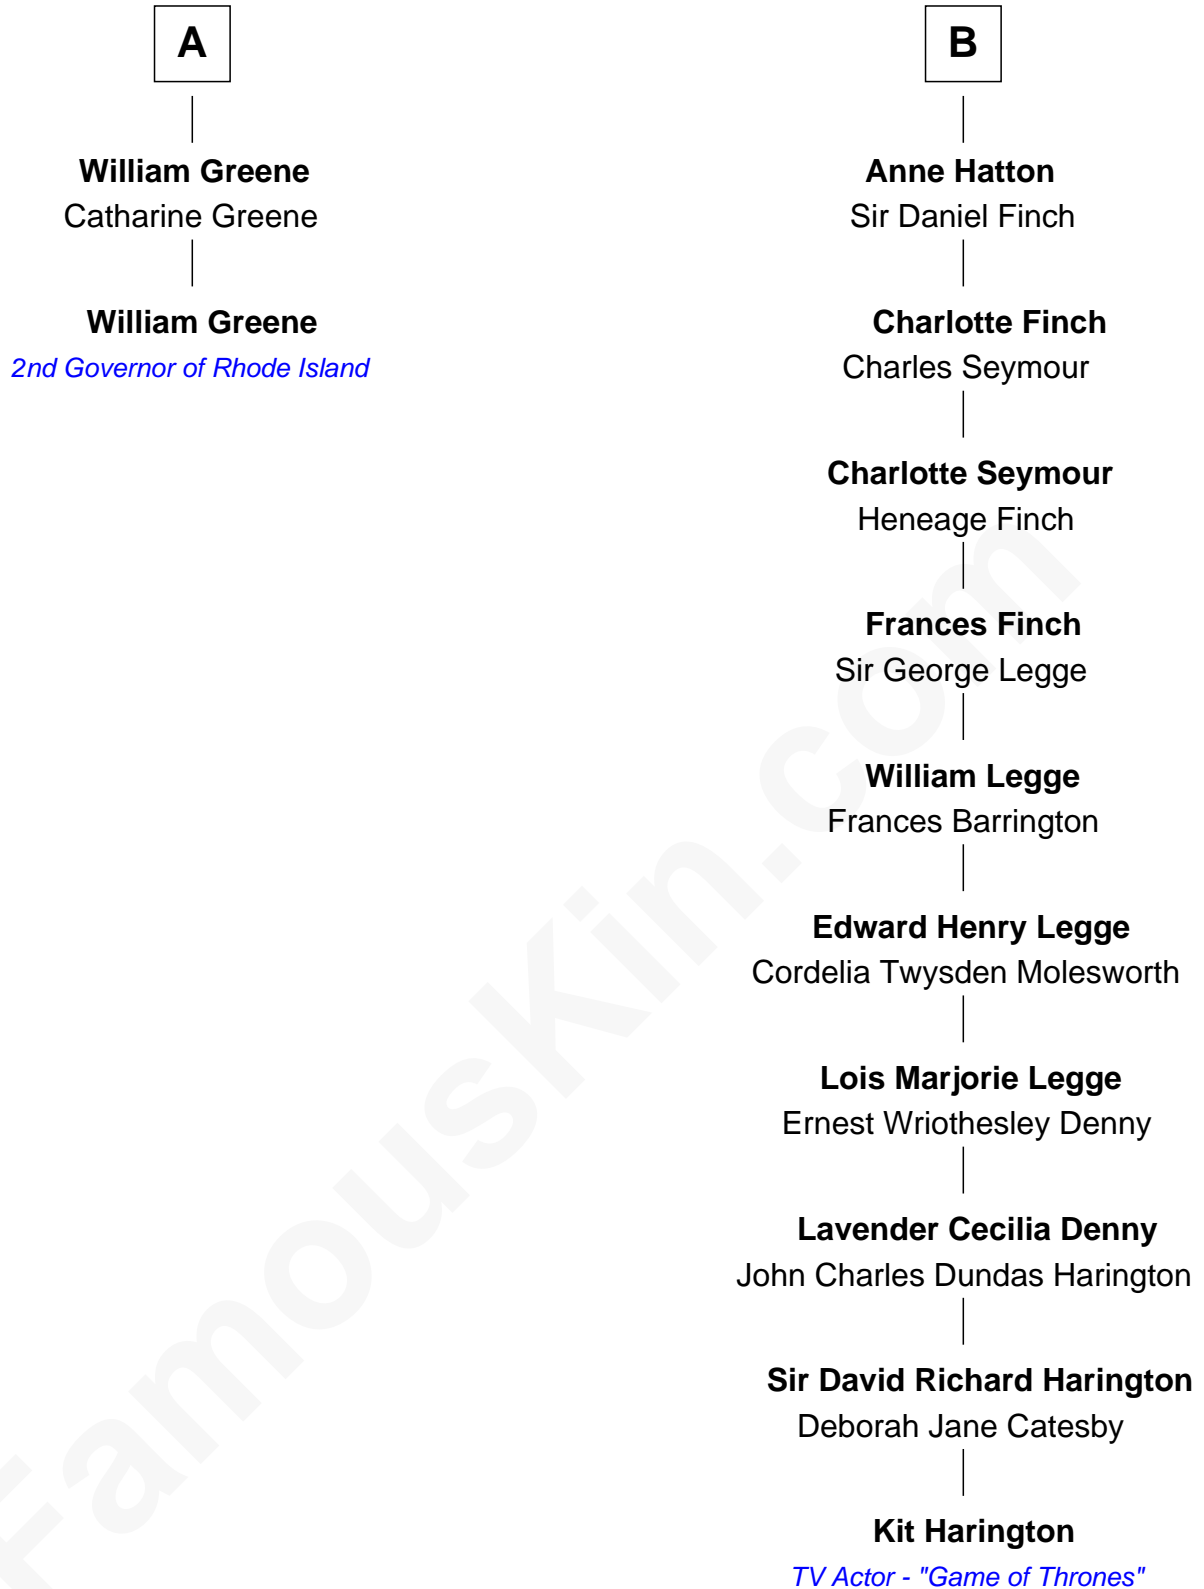 A
William Greene
Catharine Greene
William Greene
2nd Governor of Rhode Island
B
Anne Hatton
Sir Daniel Finch
Charlotte Finch
Charles Seymour
Charlotte Seymour
Heneage Finch
Frances Finch
Sir George Legge
William Legge
Frances Barrington
Edward Henry Legge
Cordelia Twysden Molesworth
Lois Marjorie Legge
Ernest Wriothesley Denny
Lavender Cecilia Denny
John Charles Dundas Harington
Sir David Richard Harington
Deborah Jane Catesby
Kit Harington
TV Actor - "Game of Thrones"
FamousKin.com